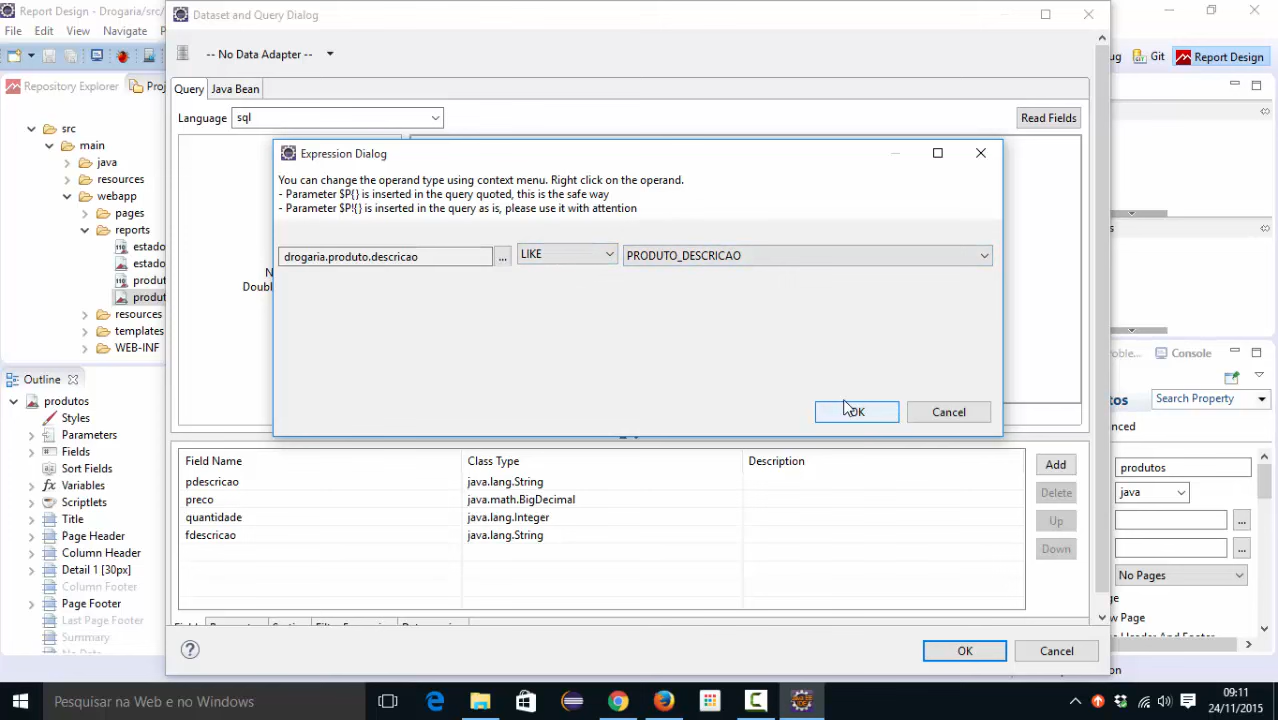 Report Design - Drogaria/src/
Dataset and Query Dialog
File Edit View Navigate
-- No Data Adapter --
Git
Report Design
Repository Explorer
Query
Java Bean
Language
sql
Read Fields
src
main
java
resources
webapp
pages
reports
estado
estado
produt
produt
resources
templates
WEB-INF
Expression Dialog
You can change the operand type using context menu. Right click on the operand.
- Parameter $P{} is inserted in the query quoted, this is the safe way
- Parameter $P!{} is inserted in the query as is, please use it with attention
drogaria.produto.descricao
...
LIKE
PRODUTO_DESCRICAO
OK
Cancel
Outline
produtos
Styles
Parameters
Fields
Sort Fields
Variables
Scriptlets
Title
Page Header
Column Header
Detail 1 [30px]
Column Footer
Page Footer
Last Page Footer
Summary
Field Name
Class Type
Description
pdescricao
java.lang.String
preco
java.math.BigDecimal
quantidade
java.lang.Integer
fdescricao
java.lang.String
Add
Delete
Up
Down
OK
Cancel
Console
Search Property
produtos
java
...
...
No Pages
Pesquisar na Web e no Windows
09:11
24/11/2015